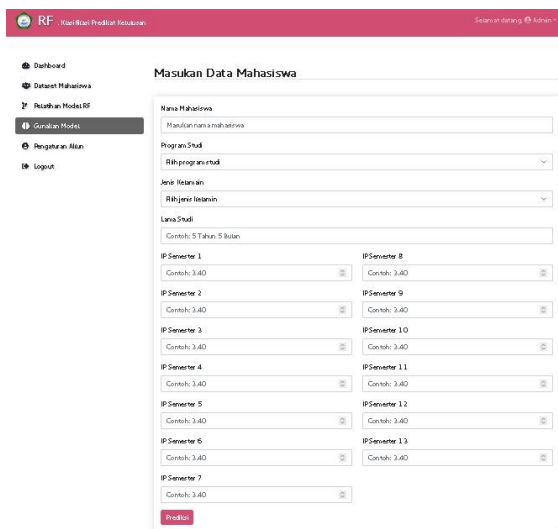 RF . Klasifikasi Predikat Kelulusan
Selamat datang, Admin
Dashboard
Dataset Mahasiswa
Pelatihan Model RF
Gunakan Model
Pengaturan Akun
Logout
Masukan Data Mahasiswa
Nama Mahasiswa
Masukan nama mahasiswa
Program Studi
Pilih program studi
Jenis Kelamain
Pilih jenis kelamin
Lama Studi
Contoh: 5 Tahun 5 Bulan
IP Semester 1
Contoh: 3.40
IP Semester 2
Contoh: 3.40
IP Semester 3
Contoh: 3.40
IP Semester 4
Contoh: 3.40
IP Semester 5
Contoh: 3.40
IP Semester 6
Contoh: 3.40
IP Semester 7
Contoh: 3.40
IP Semester 8
Contoh: 3.40
IP Semester 9
Contoh: 3.40
IP Semester 10
Contoh: 3.40
IP Semester 11
Contoh: 3.40
IP Semester 12
Contoh: 3.40
IP Semester 13
Contoh: 3.40
Prediksi